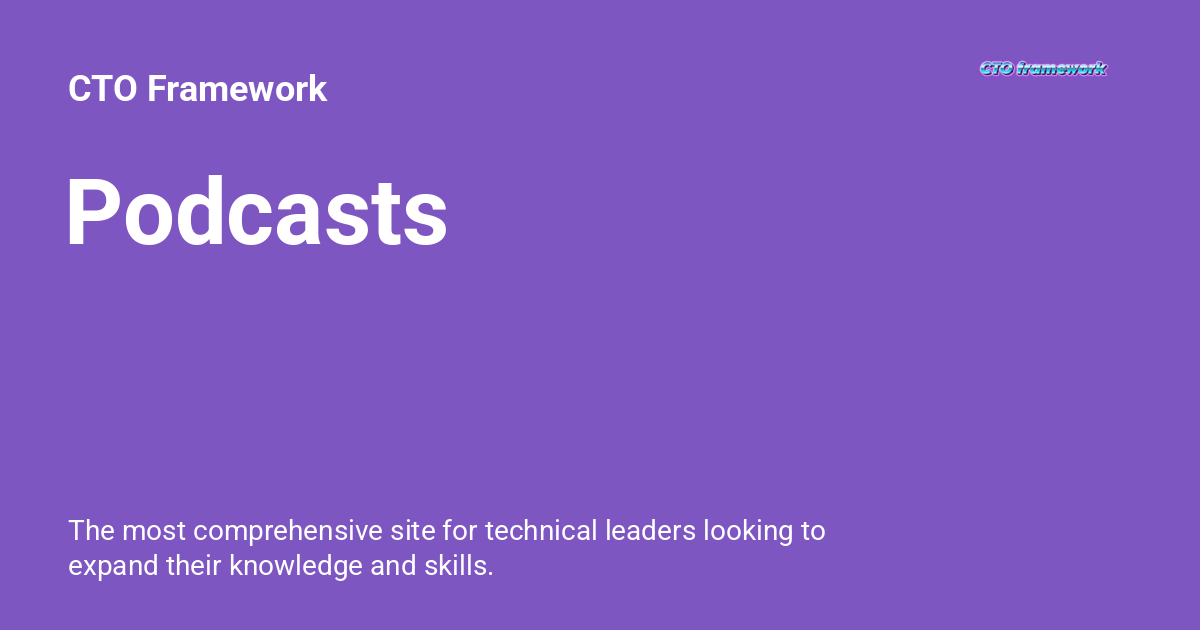 CTO Framework
CTO framework
Podcasts
The most comprehensive site for technical leaders looking to
expand their knowledge and skills.